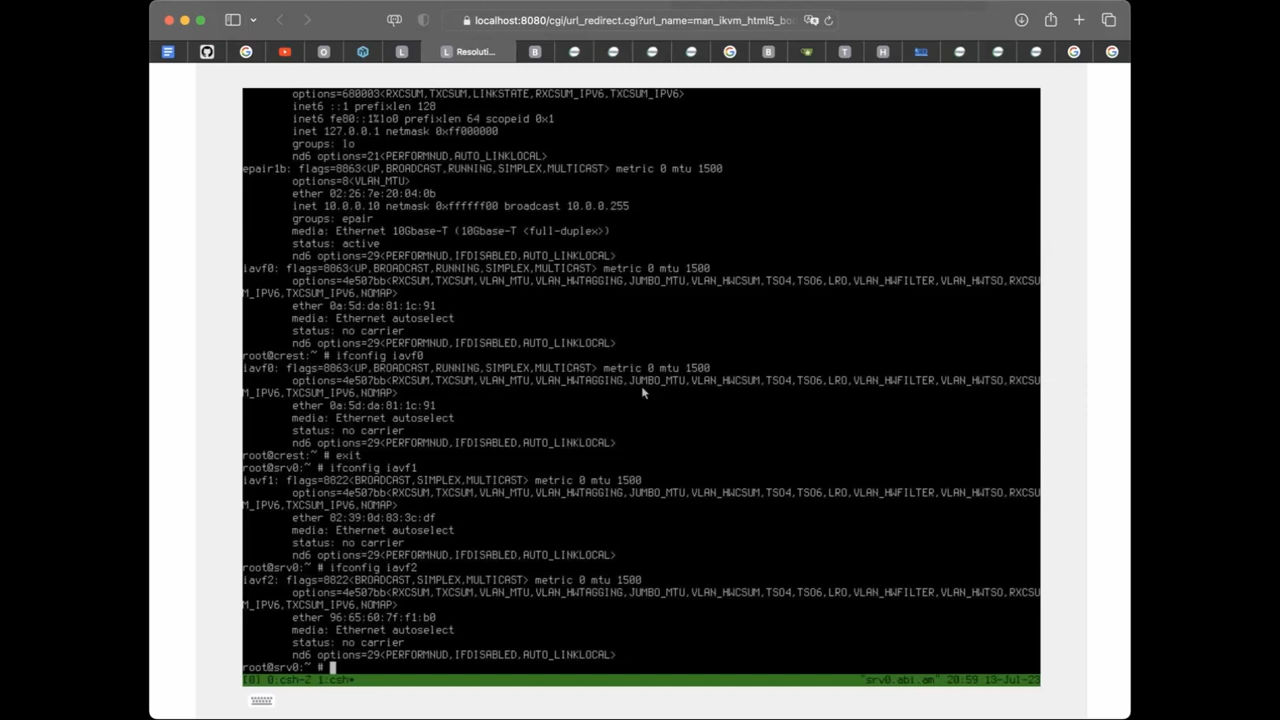 localhost:8080/cgi/url_redirect.cgi?url_name=man_ikvm_html5_bo
L Resoluti...
options=680003<RXCSUM,TXCSUM,LINKSTATE,RXCSUM_IPV6,TXCSUM_IPV6>
inet6 ::1 prefixlen 128
inet6 fe80::1%lo0 prefixlen 64 scopeid 0x1
inet 127.0.0.1 netmask 0xff000000
groups: lo
nd6 options=21<PERFORMNUD,AUTO_LINKLOCAL>
epair1b: flags=8863<UP,BROADCAST,RUNNING,SIMPLEX,MULTICAST> metric 0 mtu 1500
options=8<VLAN_MTU>
ether 02:26:7e:20:04:0b
inet 10.0.0.10 netmask 0xffffff00 broadcast 10.0.0.255
groups: epair
media: Ethernet 10Gbase-T (10Gbase-T <full-duplex>)
status: active
nd6 options=29<PERFORMNUD,IFDISABLED,AUTO_LINKLOCAL>
iavf0: flags=8863<UP,BROADCAST,RUNNING,SIMPLEX,MULTICAST> metric 0 mtu 1500
options=4e507bb<RXCSUM,TXCSUM,VLAN_MTU,VLAN_HWTAGGING,JUMBO_MTU,VLAN_HWCSUM,TSO4,TSO6,LRO,VLAN_HWFILTER,VLAN_HWTSO,RXCSU
M_IPV6,TXCSUM_IPV6,NOMAP>
ether 0a:5d:da:81:1c:91
media: Ethernet autoselect
status: no carrier
nd6 options=29<PERFORMNUD,IFDISABLED,AUTO_LINKLOCAL>
root@crest:~ # ifconfig iavf0
iavf0: flags=8863<UP,BROADCAST,RUNNING,SIMPLEX,MULTICAST> metric 0 mtu 1500
options=4e507bb<RXCSUM,TXCSUM,VLAN_MTU,VLAN_HWTAGGING,JUMBO_MTU,VLAN_HWCSUM,TSO4,TSO6,LRO,VLAN_HWFILTER,VLAN_HWTSO,RXCSU
M_IPV6,TXCSUM_IPV6,NOMAP>
ether 0a:5d:da:81:1c:91
media: Ethernet autoselect
status: no carrier
nd6 options=29<PERFORMNUD,IFDISABLED,AUTO_LINKLOCAL>
root@crest:~ # exit
root@srv0:~ # ifconfig iavf1
iavf1: flags=8822<BROADCAST,SIMPLEX,MULTICAST> metric 0 mtu 1500
options=4e507bb<RXCSUM,TXCSUM,VLAN_MTU,VLAN_HWTAGGING,JUMBO_MTU,VLAN_HWCSUM,TSO4,TSO6,LRO,VLAN_HWFILTER,VLAN_HWTSO,RXCSU
M_IPV6,TXCSUM_IPV6,NOMAP>
ether 82:39:0d:83:3c:df
media: Ethernet autoselect
status: no carrier
nd6 options=29<PERFORMNUD,IFDISABLED,AUTO_LINKLOCAL>
root@srv0:~ # ifconfig iavf2
iavf2: flags=8822<BROADCAST,SIMPLEX,MULTICAST> metric 0 mtu 1500
options=4e507bb<RXCSUM,TXCSUM,VLAN_MTU,VLAN_HWTAGGING,JUMBO_MTU,VLAN_HWCSUM,TSO4,TSO6,LRO,VLAN_HWFILTER,VLAN_HWTSO,RXCSU
M_IPV6,TXCSUM_IPV6,NOMAP>
ether 96:65:60:7f:f1:b0
media: Ethernet autoselect
status: no carrier
nd6 options=29<PERFORMNUD,IFDISABLED,AUTO_LINKLOCAL>
root@srv0:~ #
[0] 0:csh-Z 1:csh* "srv0.abi.am" 20:59 13-Jul-23